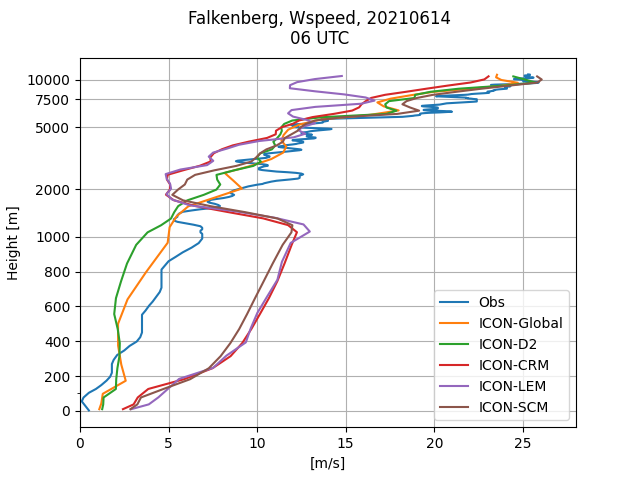 Falkenberg, Wspeed, 20210614
06 UTC
Height [m]
10000
7500
5000
2000
1000
800
600
400
200
0
0 5 10 15 20 25
[m/s]
Obs
ICON-Global
ICON-D2
ICON-CRM
ICON-LEM
ICON-SCM